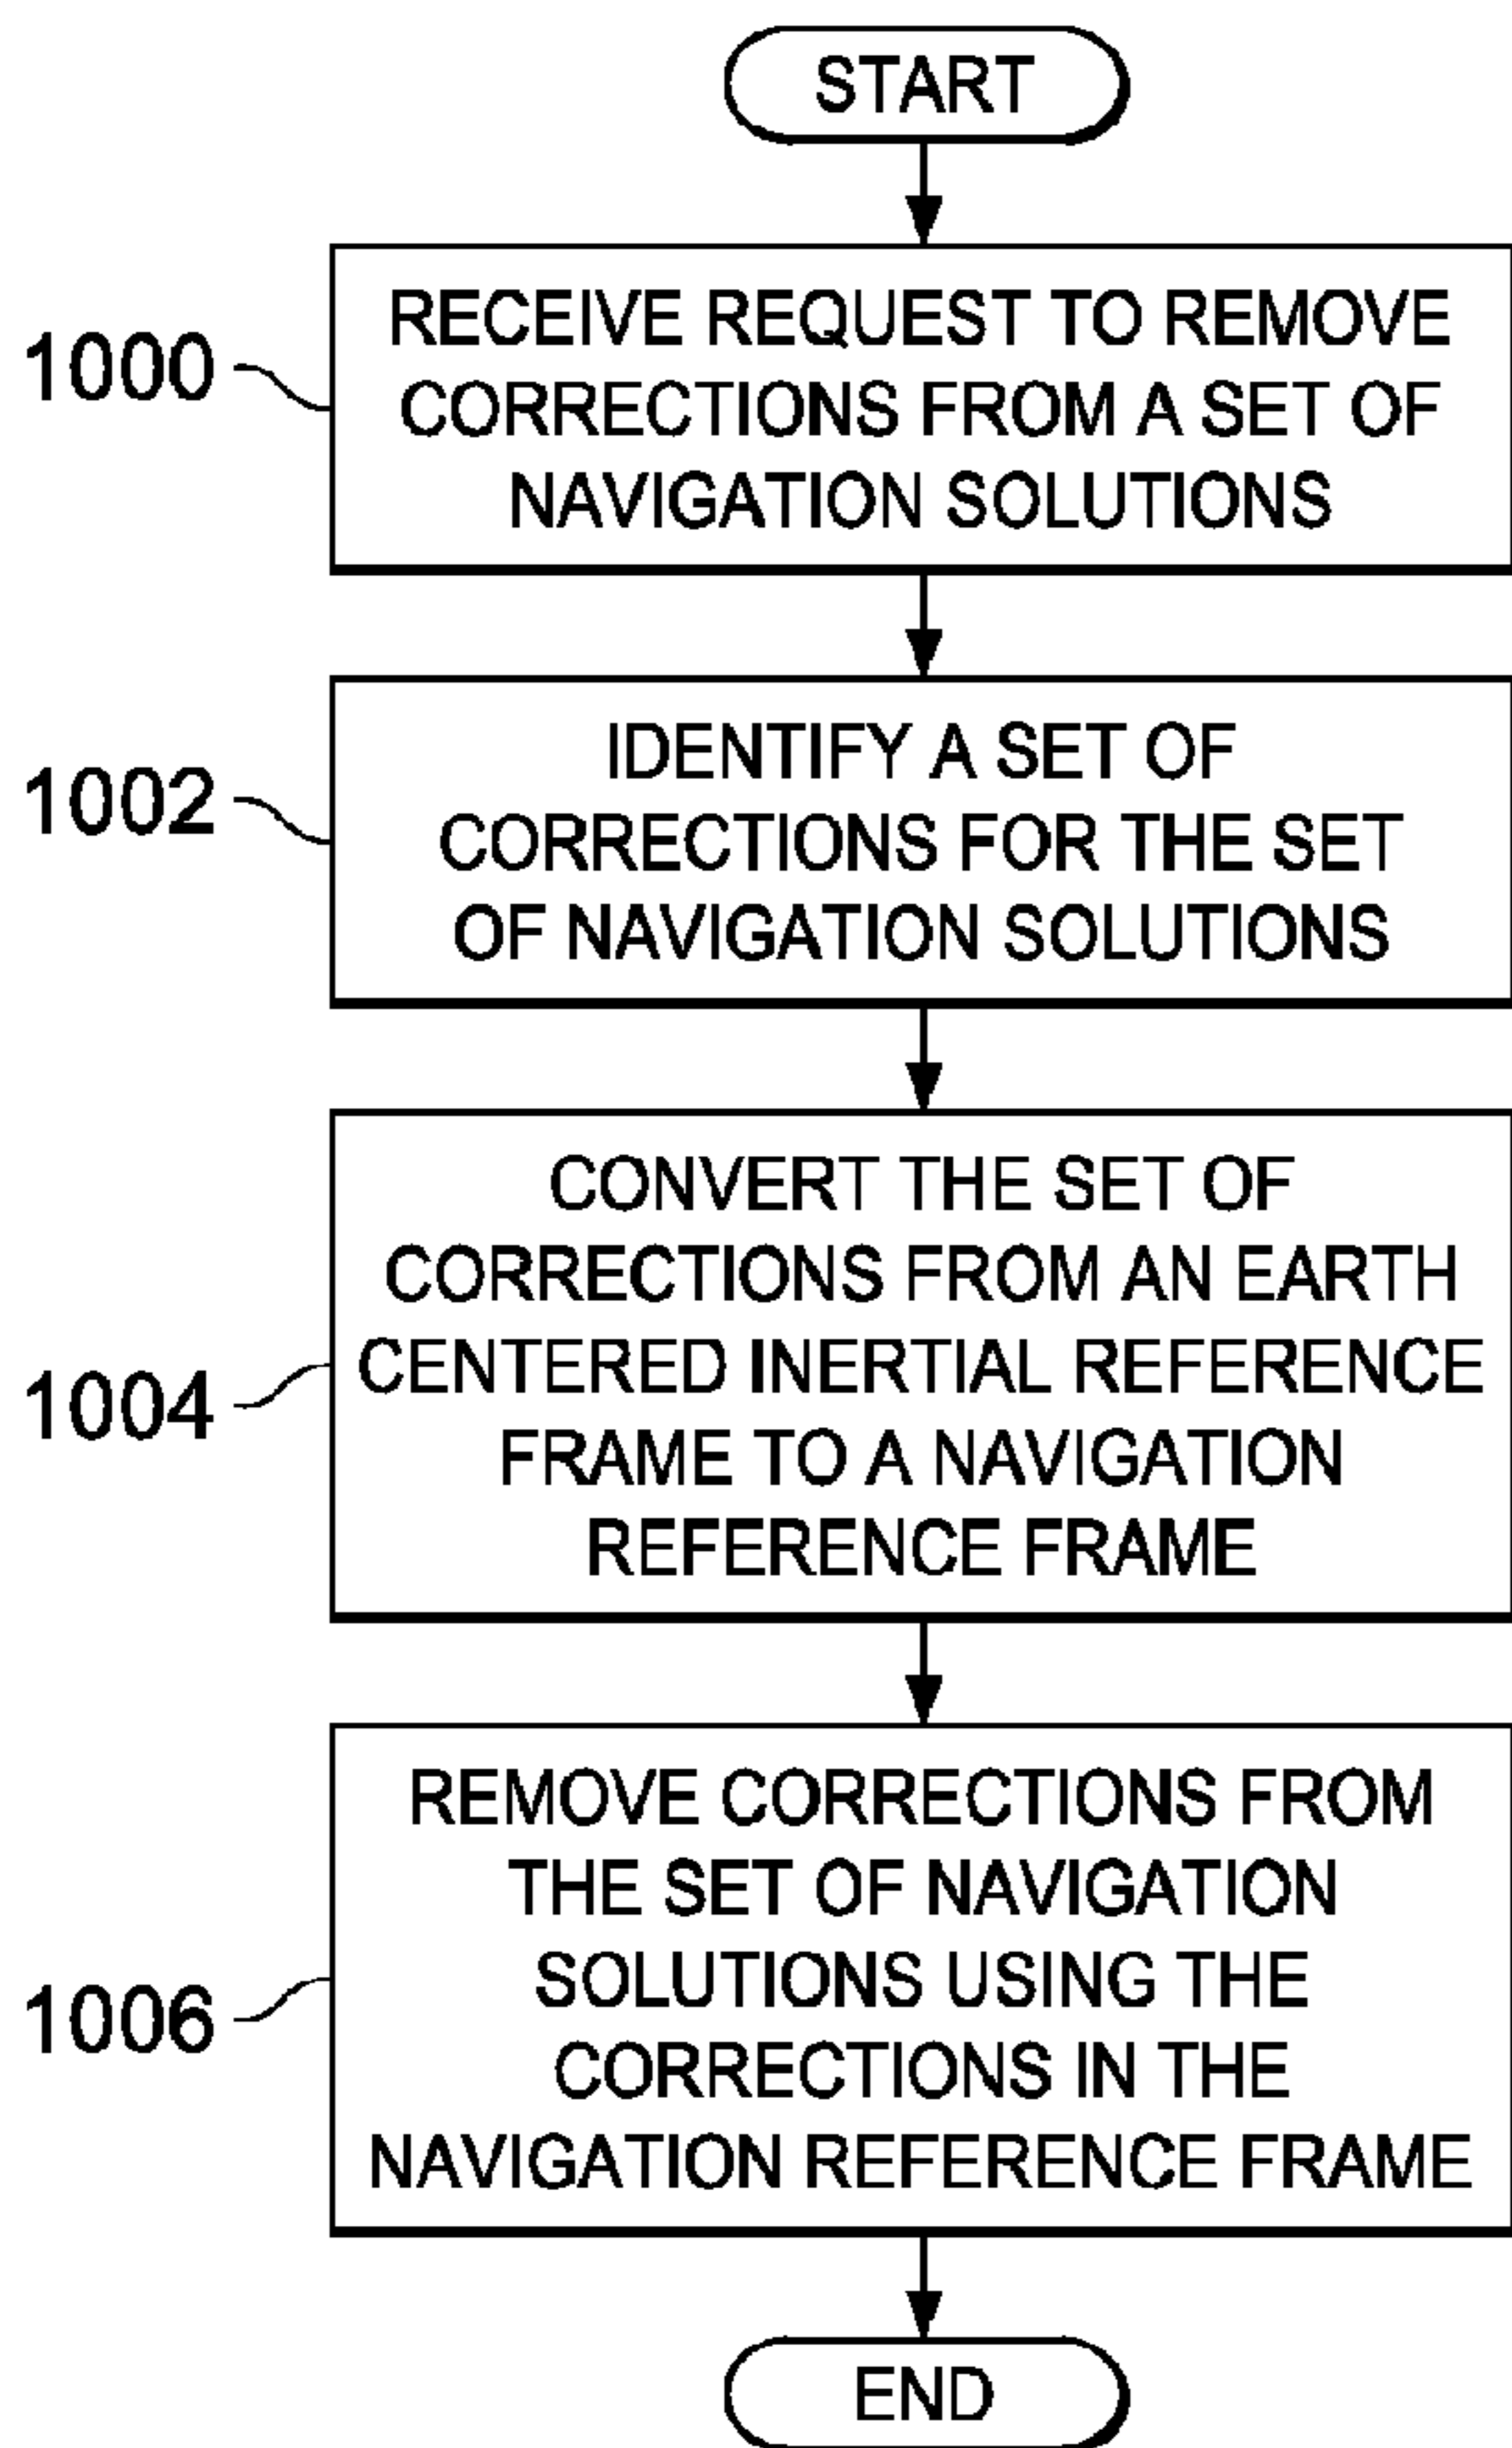 START
1000
RECEIVE REQUEST TO REMOVE
CORRECTIONS FROM A SET OF
NAVIGATION SOLUTIONS
1002
IDENTIFY A SET OF
CORRECTIONS FOR THE SET
OF NAVIGATION SOLUTIONS
1004
CONVERT THE SET OF
CORRECTIONS FROM AN EARTH
CENTERED INERTIAL REFERENCE
FRAME TO A NAVIGATION
REFERENCE FRAME
1006
REMOVE CORRECTIONS FROM
THE SET OF NAVIGATION
SOLUTIONS USING THE
CORRECTIONS IN THE
NAVIGATION REFERENCE FRAME
END